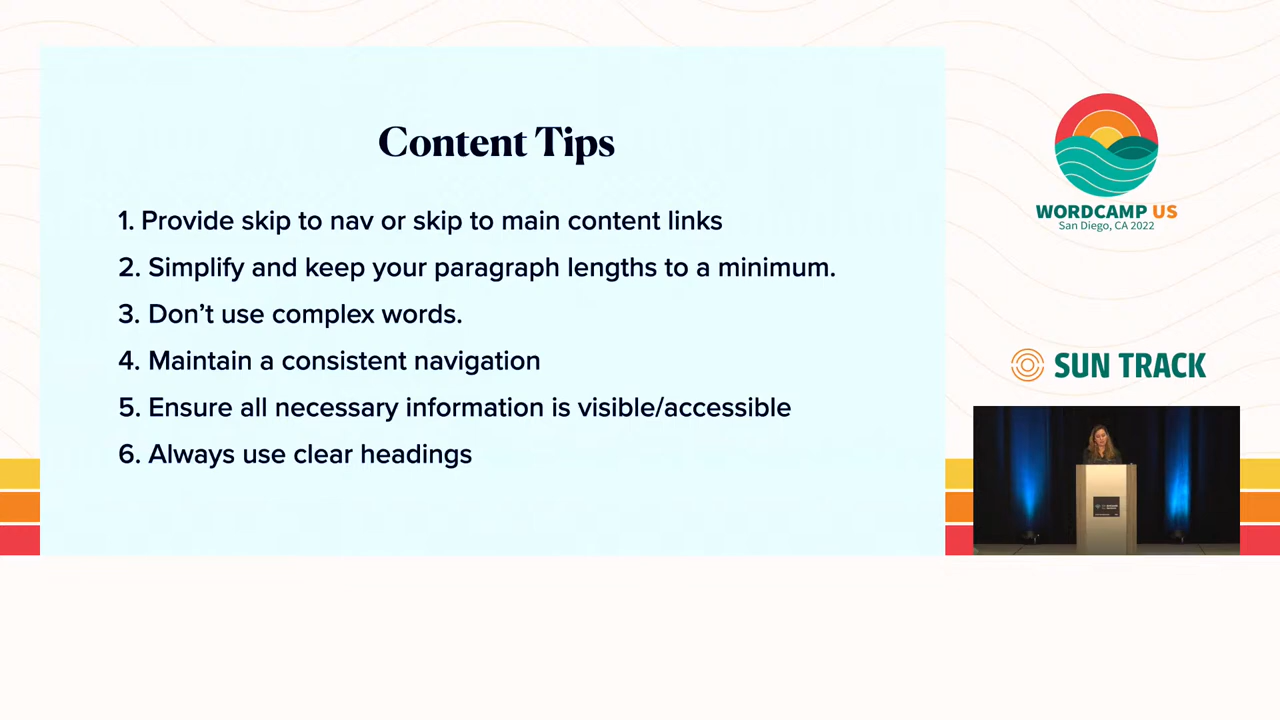 Content Tips
1. Provide skip to nav or skip to main content links
2. Simplify and keep your paragraph lengths to a minimum.
3. Don’t use complex words.
4. Maintain a consistent navigation
5. Ensure all necessary information is visible/accessible
6. Always use clear headings
WORDCAMP US
San Diego, CA 2022
SUN TRACK